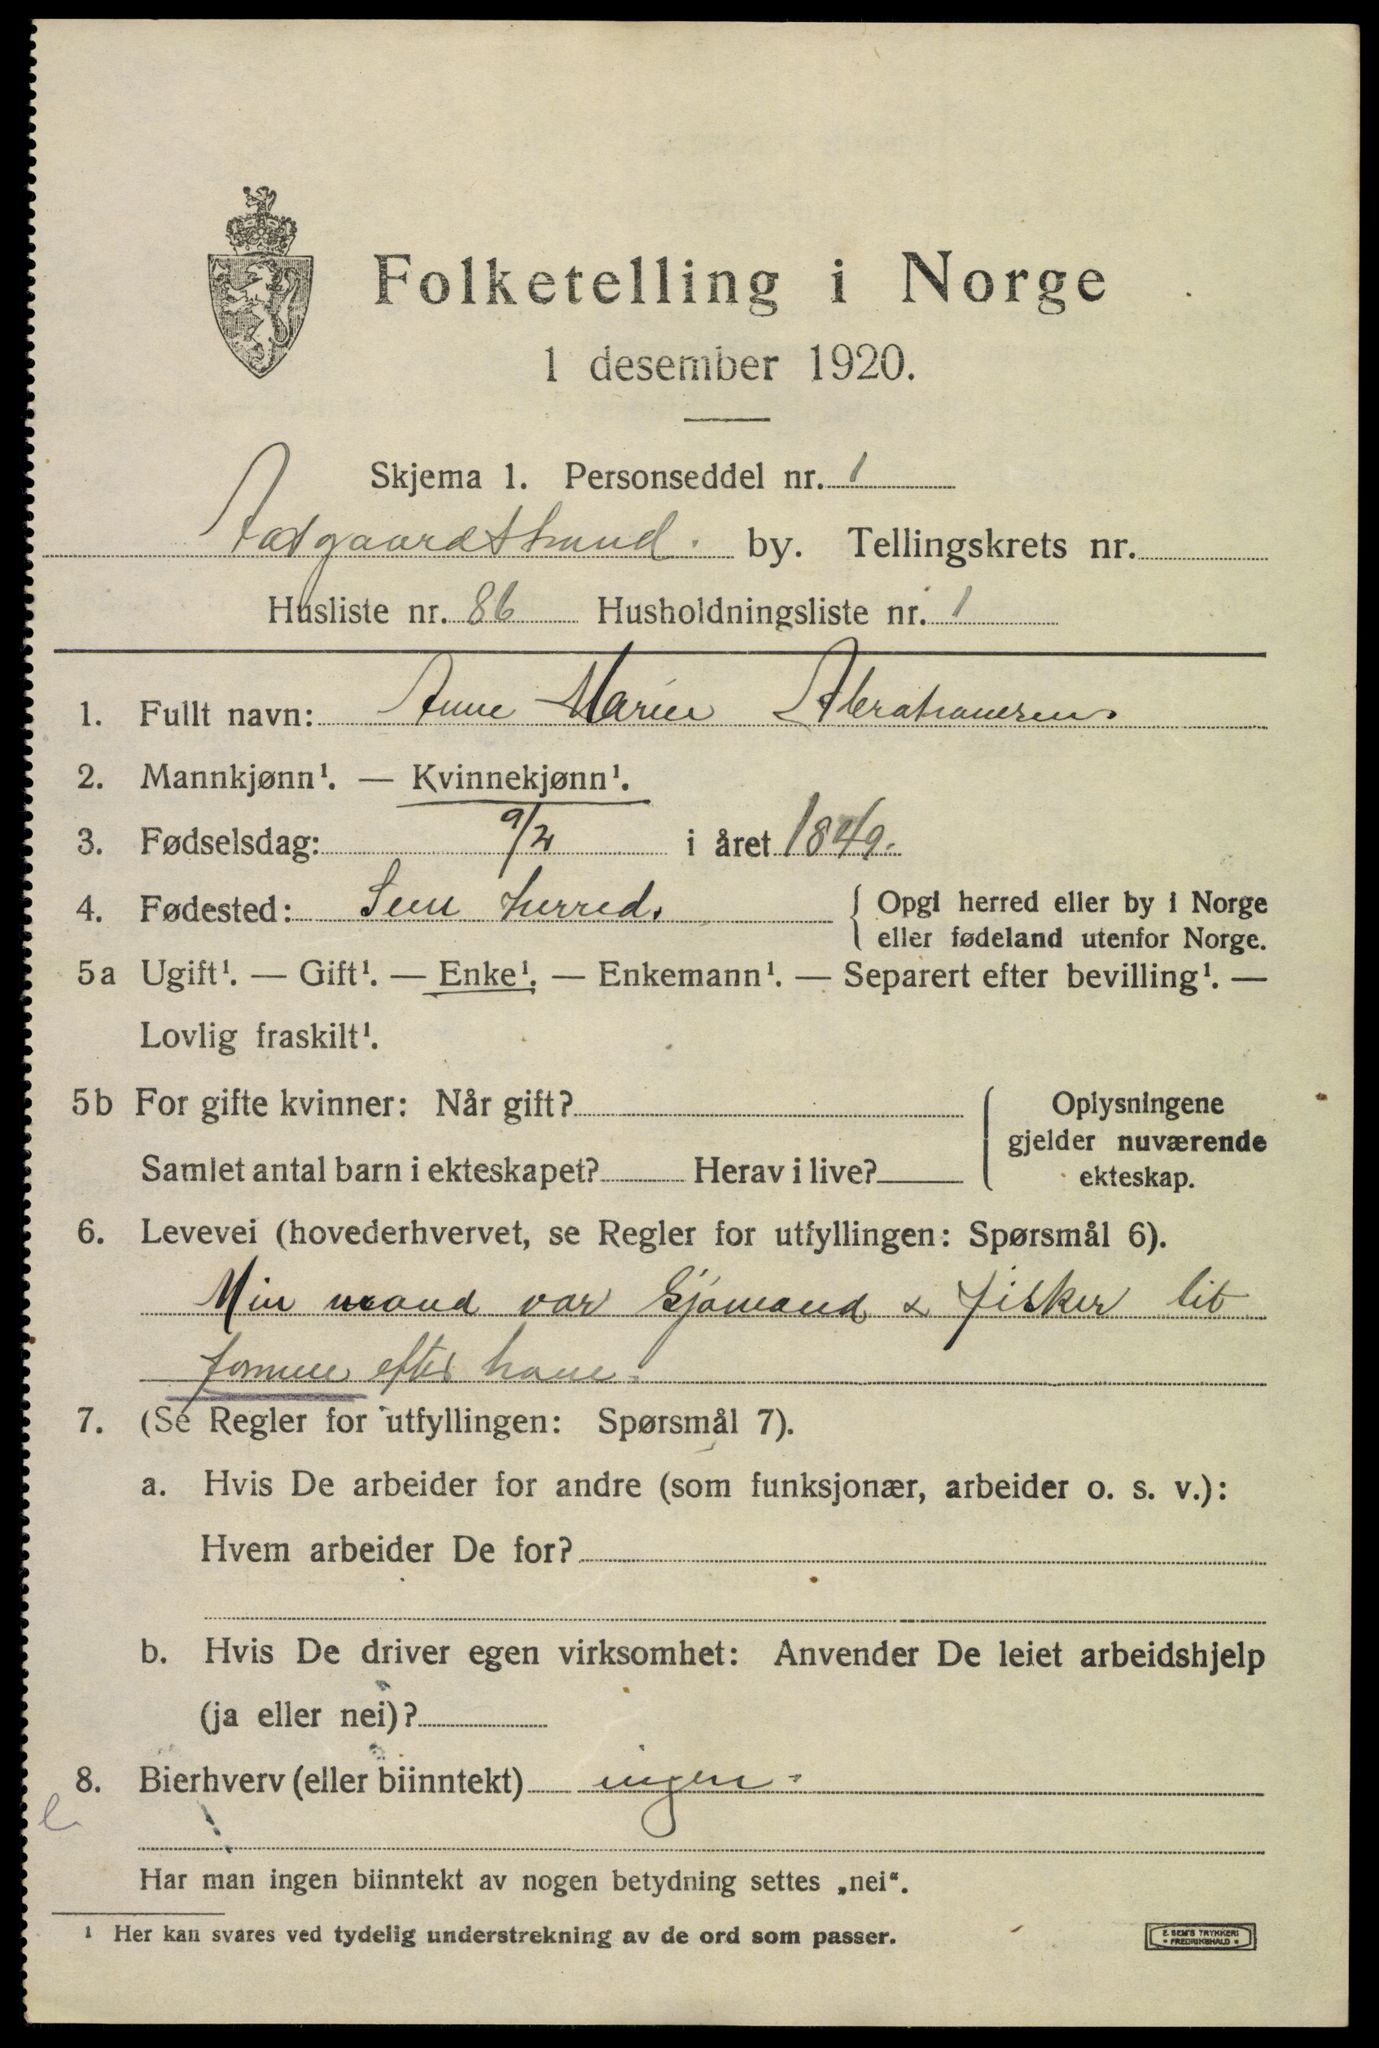 Folketelling i Norge
1 desember 1920.
Skjema 1. Personseddel nr. 1
Aasgaardstrand. by. Tellingskrets nr.
Husliste nr. 86 Husholdningsliste nr. 1
1. Fullt navn: Anne Marie Abrahamsen.
2. Mannkjønn¹. — Kvinnekjønn¹.
3. Fødselsdag: 9/2 i året 1849.
4. Fødested: Sem herred. { Opgi herred eller by i Norge
eller fødeland utenfor Norge.
5a Ugift¹. — Gift¹. — Enke¹. — Enkemann¹. — Separert efter bevilling¹. —
Lovlig fraskilt¹.
5b For gifte kvinner: Når gift? { Oplysningene
gjelder nuværende
Samlet antal barn i ekteskapet? Herav i live? ekteskap.
6. Levevei (hovederhvervet, se Regler for utfyllingen: Spørsmål 6).
Min mand var Sjömand & fisker lit
formue efter ham.
7. (Se Regler for utfyllingen: Spørsmål 7).
a. Hvis De arbeider for andre (som funksjonær, arbeider o. s. v.):
Hvem arbeider De for?
b. Hvis De driver egen virksomhet: Anvender De leiet arbeidshjelp
(ja eller nei)?
8. Bierhverv (eller biinntekt) ingen.
Har man ingen biinntekt av nogen betydning settes „nei“.
¹ Her kan svares ved tydelig understrekning av de ord som passer.
E. SEM'S TRYKKERI
* FREDRIKSHALD *